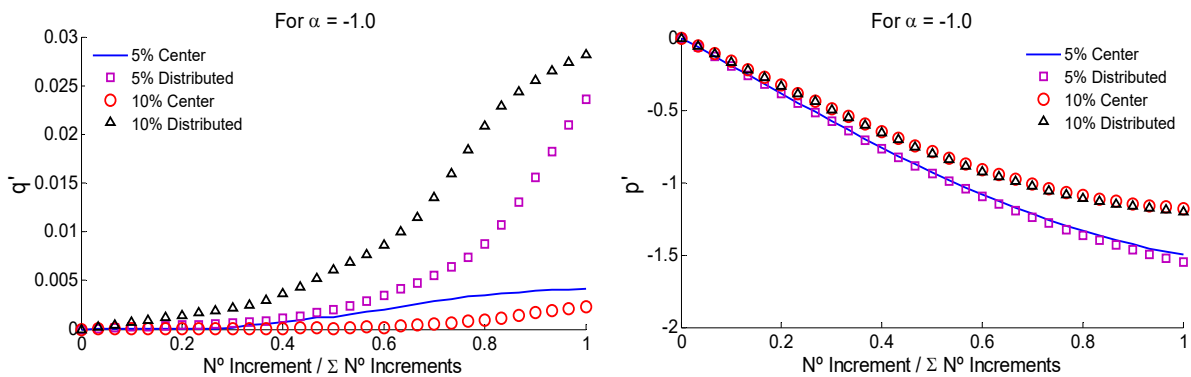 For α = -1.0
0.03
0.025
0.02
0.015
0.01
0.005
0
q'
5% Center
5% Distributed
10% Center
10% Distributed
0
0.2
0.4
0.6
0.8
1
Nº Increment / Σ Nº Increments
For α = -1.0
0
-0.5
-1
-1.5
-2
p'
5% Center
5% Distributed
10% Center
10% Distributed
0
0.2
0.4
0.6
0.8
1
Nº Increment / Σ Nº Increments